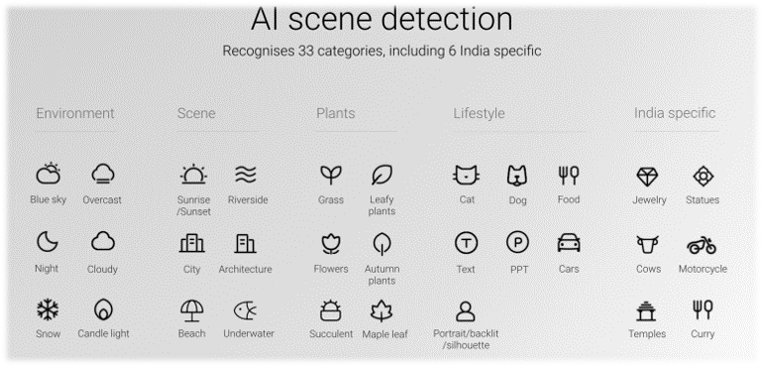 AI scene detection
Recognises 33 categories, including 6 India specific
Environment
Scene
Plants
Lifestyle
India specific
Blue sky
Overcast
Sunrise
/Sunset
Riverside
Grass
Leafy
plants
Cat
Dog
Food
Jewelry
Statues
Night
Cloudy
City
Architecture
Flowers
Autumn
plants
T
Text
P
PPT
Cars
Cows
Motorcycle
Snow
Candle light
Beach
Underwater
Succulent
Maple leaf
Portrait/backlit
/silhouette
Temples
Curry